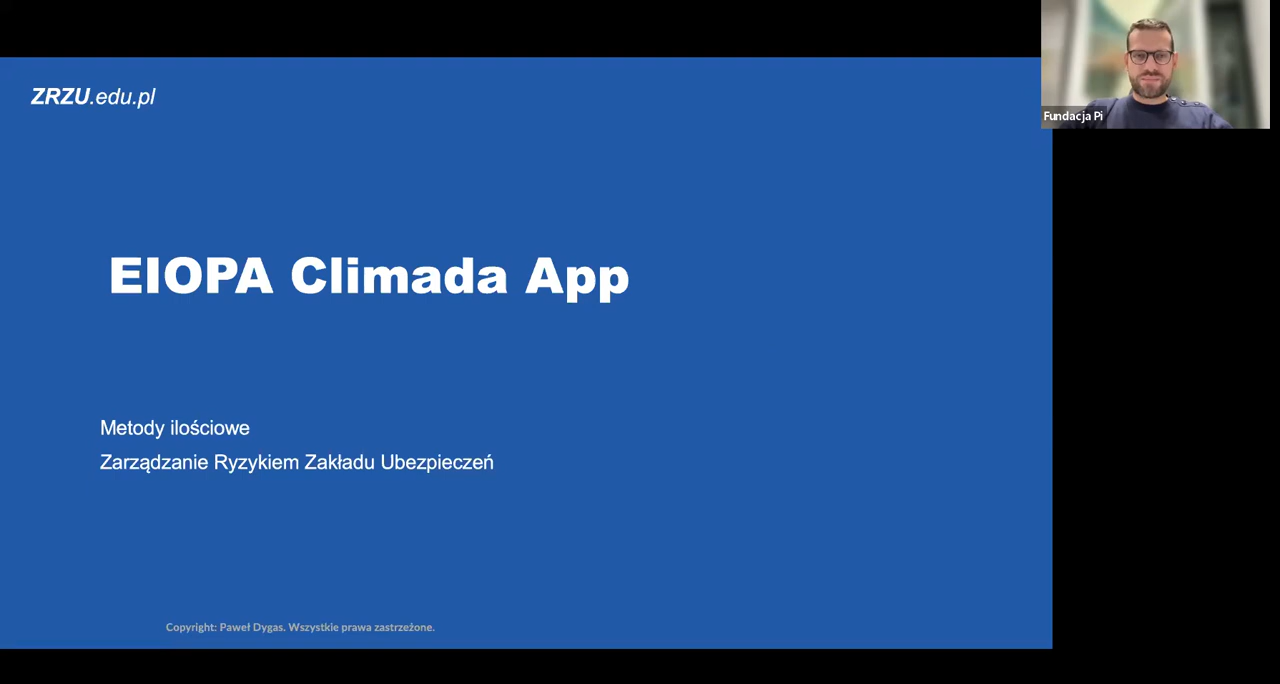 ZRZU.edu.pl
Fundacja Pi
EIOPA Climada App
Metody ilościowe
Zarządzanie Ryzykiem Zakładu Ubezpieczeń
Copyright: Paweł Dygas. Wszystkie prawa zastrzeżone.